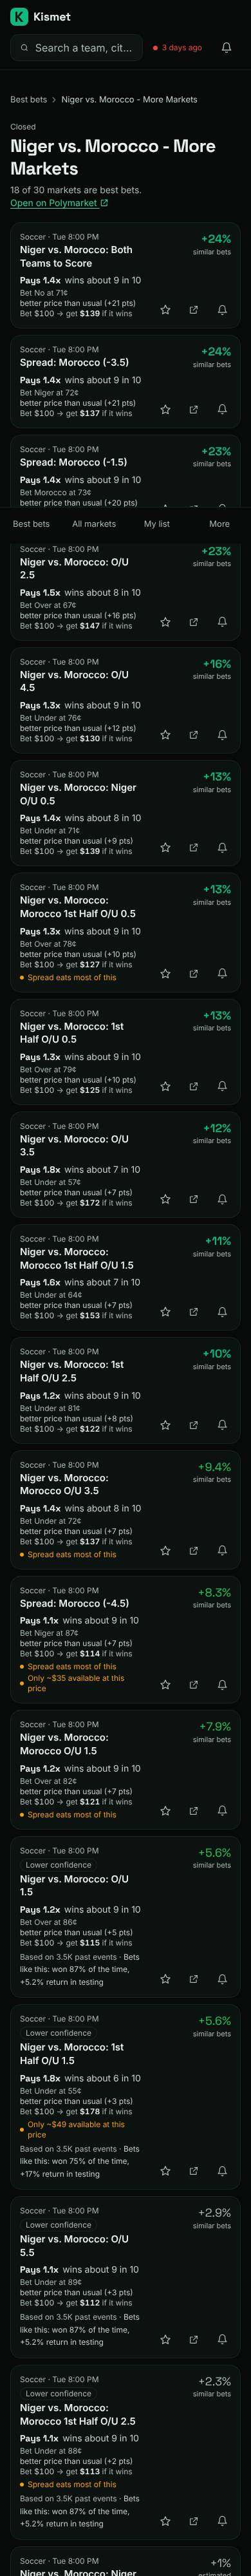 Kismet
Search a team, cit...
3 days ago
Best bets > Niger vs. Morocco - More Markets
Closed
Niger vs. Morocco - More
Markets
18 of 30 markets are best bets.
Open on Polymarket
Soccer · Tue 8:00 PM
+24%
similar bets
Niger vs. Morocco: Both
Teams to Score
Pays 1.4x wins about 9 in 10
Bet No at 71¢
better price than usual (+21 pts)
Bet $100 → get $139 if it wins
Soccer · Tue 8:00 PM
+24%
similar bets
Spread: Morocco (-3.5)
Pays 1.4x wins about 9 in 10
Bet Niger at 72¢
better price than usual (+21 pts)
Bet $100 → get $137 if it wins
Soccer · Tue 8:00 PM
+23%
similar bets
Spread: Morocco (-1.5)
Pays 1.4x wins about 9 in 10
Bet Morocco at 73¢
better price than usual (+20 pts)
Best bets
All markets
My list
More
Soccer · Tue 8:00 PM
+23%
similar bets
Niger vs. Morocco: O/U
2.5
Pays 1.5x wins about 8 in 10
Bet Over at 67¢
better price than usual (+16 pts)
Bet $100 → get $147 if it wins
Soccer · Tue 8:00 PM
+16%
similar bets
Niger vs. Morocco: O/U
4.5
Pays 1.3x wins about 9 in 10
Bet Under at 76¢
better price than usual (+12 pts)
Bet $100 → get $130 if it wins
Soccer · Tue 8:00 PM
+13%
similar bets
Niger vs. Morocco: Niger
O/U 0.5
Pays 1.4x wins about 8 in 10
Bet Under at 71¢
better price than usual (+9 pts)
Bet $100 → get $139 if it wins
Soccer · Tue 8:00 PM
+13%
similar bets
Niger vs. Morocco:
Morocco 1st Half O/U 0.5
Pays 1.3x wins about 9 in 10
Bet Over at 78¢
better price than usual (+10 pts)
Bet $100 → get $127 if it wins
Spread eats most of this
Soccer · Tue 8:00 PM
+13%
similar bets
Niger vs. Morocco: 1st
Half O/U 0.5
Pays 1.3x wins about 9 in 10
Bet Over at 79¢
better price than usual (+10 pts)
Bet $100 → get $125 if it wins
Soccer · Tue 8:00 PM
+12%
similar bets
Niger vs. Morocco: O/U
3.5
Pays 1.8x wins about 7 in 10
Bet Under at 57¢
better price than usual (+7 pts)
Bet $100 → get $172 if it wins
Soccer · Tue 8:00 PM
+11%
similar bets
Niger vs. Morocco:
Morocco 1st Half O/U 1.5
Pays 1.6x wins about 7 in 10
Bet Under at 64¢
better price than usual (+7 pts)
Bet $100 → get $153 if it wins
Soccer · Tue 8:00 PM
+10%
similar bets
Niger vs. Morocco: 1st
Half O/U 2.5
Pays 1.2x wins about 9 in 10
Bet Under at 81¢
better price than usual (+8 pts)
Bet $100 → get $122 if it wins
Soccer · Tue 8:00 PM
+9.4%
similar bets
Niger vs. Morocco:
Morocco O/U 3.5
Pays 1.4x wins about 8 in 10
Bet Under at 72¢
better price than usual (+7 pts)
Bet $100 → get $137 if it wins
Spread eats most of this
Soccer · Tue 8:00 PM
+8.3%
similar bets
Spread: Morocco (-4.5)
Pays 1.1x wins about 9 in 10
Bet Niger at 87¢
better price than usual (+7 pts)
Bet $100 → get $114 if it wins
Spread eats most of this
Only ~$35 available at this
price
Soccer · Tue 8:00 PM
+7.9%
similar bets
Niger vs. Morocco:
Morocco O/U 1.5
Pays 1.2x wins about 9 in 10
Bet Over at 82¢
better price than usual (+7 pts)
Bet $100 → get $121 if it wins
Spread eats most of this
Soccer · Tue 8:00 PM
+5.6%
similar bets
Lower confidence
Niger vs. Morocco: O/U
1.5
Pays 1.2x wins about 9 in 10
Bet Over at 86¢
better price than usual (+5 pts)
Bet $100 → get $115 if it wins
Based on 3.5K past events · Bets
like this: won 87% of the time,
+5.2% return in testing
Soccer · Tue 8:00 PM
+5.6%
similar bets
Lower confidence
Niger vs. Morocco: 1st
Half O/U 1.5
Pays 1.8x wins about 6 in 10
Bet Under at 55¢
better price than usual (+3 pts)
Bet $100 → get $178 if it wins
Only ~$49 available at this
price
Based on 3.5K past events · Bets
like this: won 75% of the time,
+17% return in testing
Soccer · Tue 8:00 PM
+2.9%
similar bets
Lower confidence
Niger vs. Morocco: O/U
5.5
Pays 1.1x wins about 9 in 10
Bet Under at 89¢
better price than usual (+3 pts)
Bet $100 → get $112 if it wins
Based on 3.5K past events · Bets
like this: won 87% of the time,
+5.2% return in testing
Soccer · Tue 8:00 PM
+2.3%
similar bets
Lower confidence
Niger vs. Morocco:
Morocco 1st Half O/U 2.5
Pays 1.1x wins about 9 in 10
Bet Under at 88¢
better price than usual (+2 pts)
Bet $100 → get $113 if it wins
Spread eats most of this
Based on 3.5K past events · Bets
like this: won 87% of the time,
+5.2% return in testing
Soccer · Tue 8:00 PM
+1%
estimated
Niger vs. Morocco: Niger